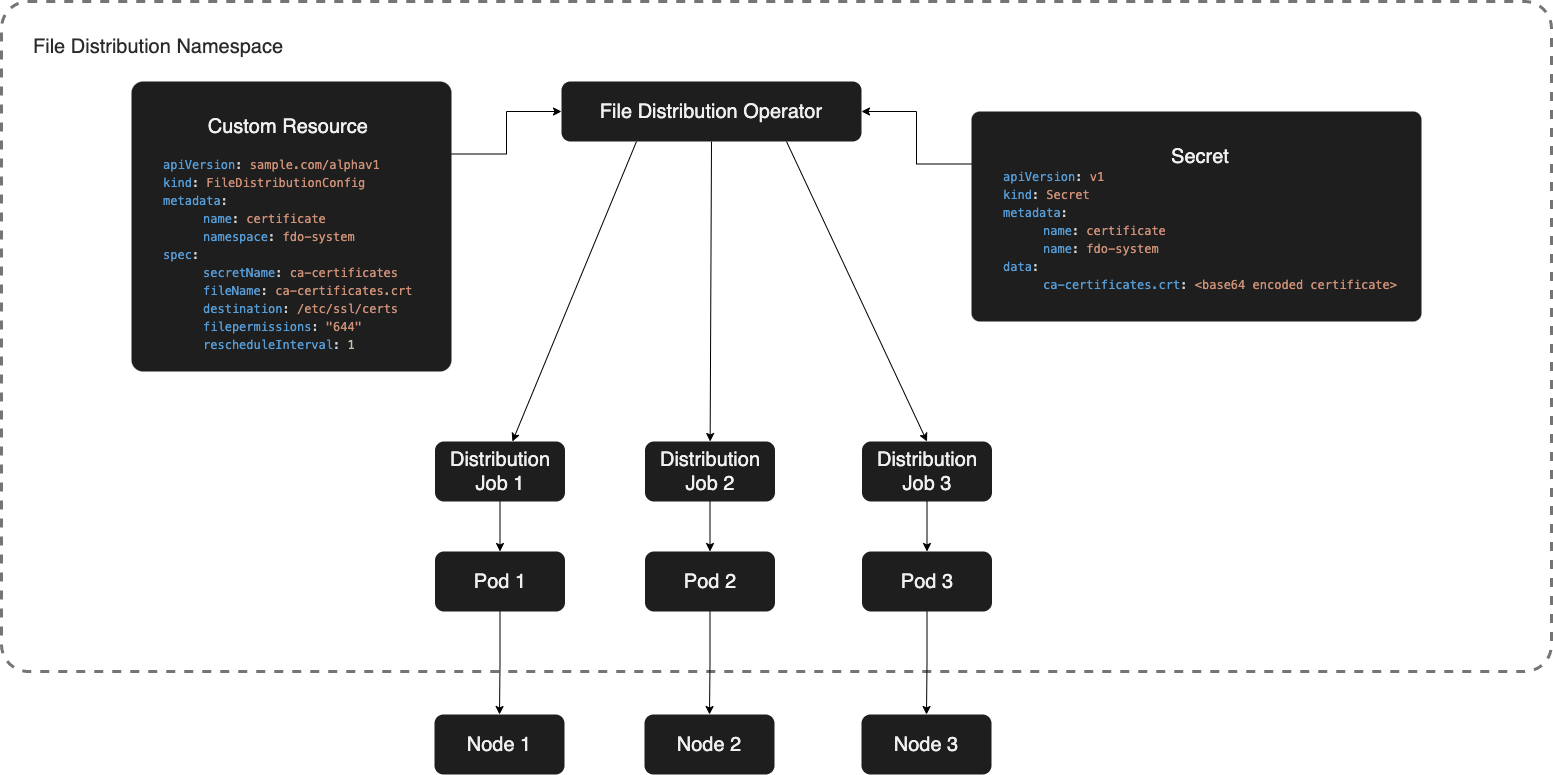 File Distribution Namespace
Custom Resource
apiVersion: sample.com/alphav1
kind: FileDistributionConfig
metadata:
name: certificate
namespace: fdo-system
spec:
secretName: ca-certificates
fileName: ca-certificates.crt
destination: /etc/ssl/certs
filepermissions: "644"
rescheduleInterval: 1
File Distribution Operator
Secret
apiVersion: v1
kind: Secret
metadata:
name: certificate
name: fdo-system
data:
ca-certificates.crt: <base64 encoded certificate>
Distribution
Job 1
Distribution
Job 2
Distribution
Job 3
Pod 1
Pod 2
Pod 3
Node 1
Node 2
Node 3